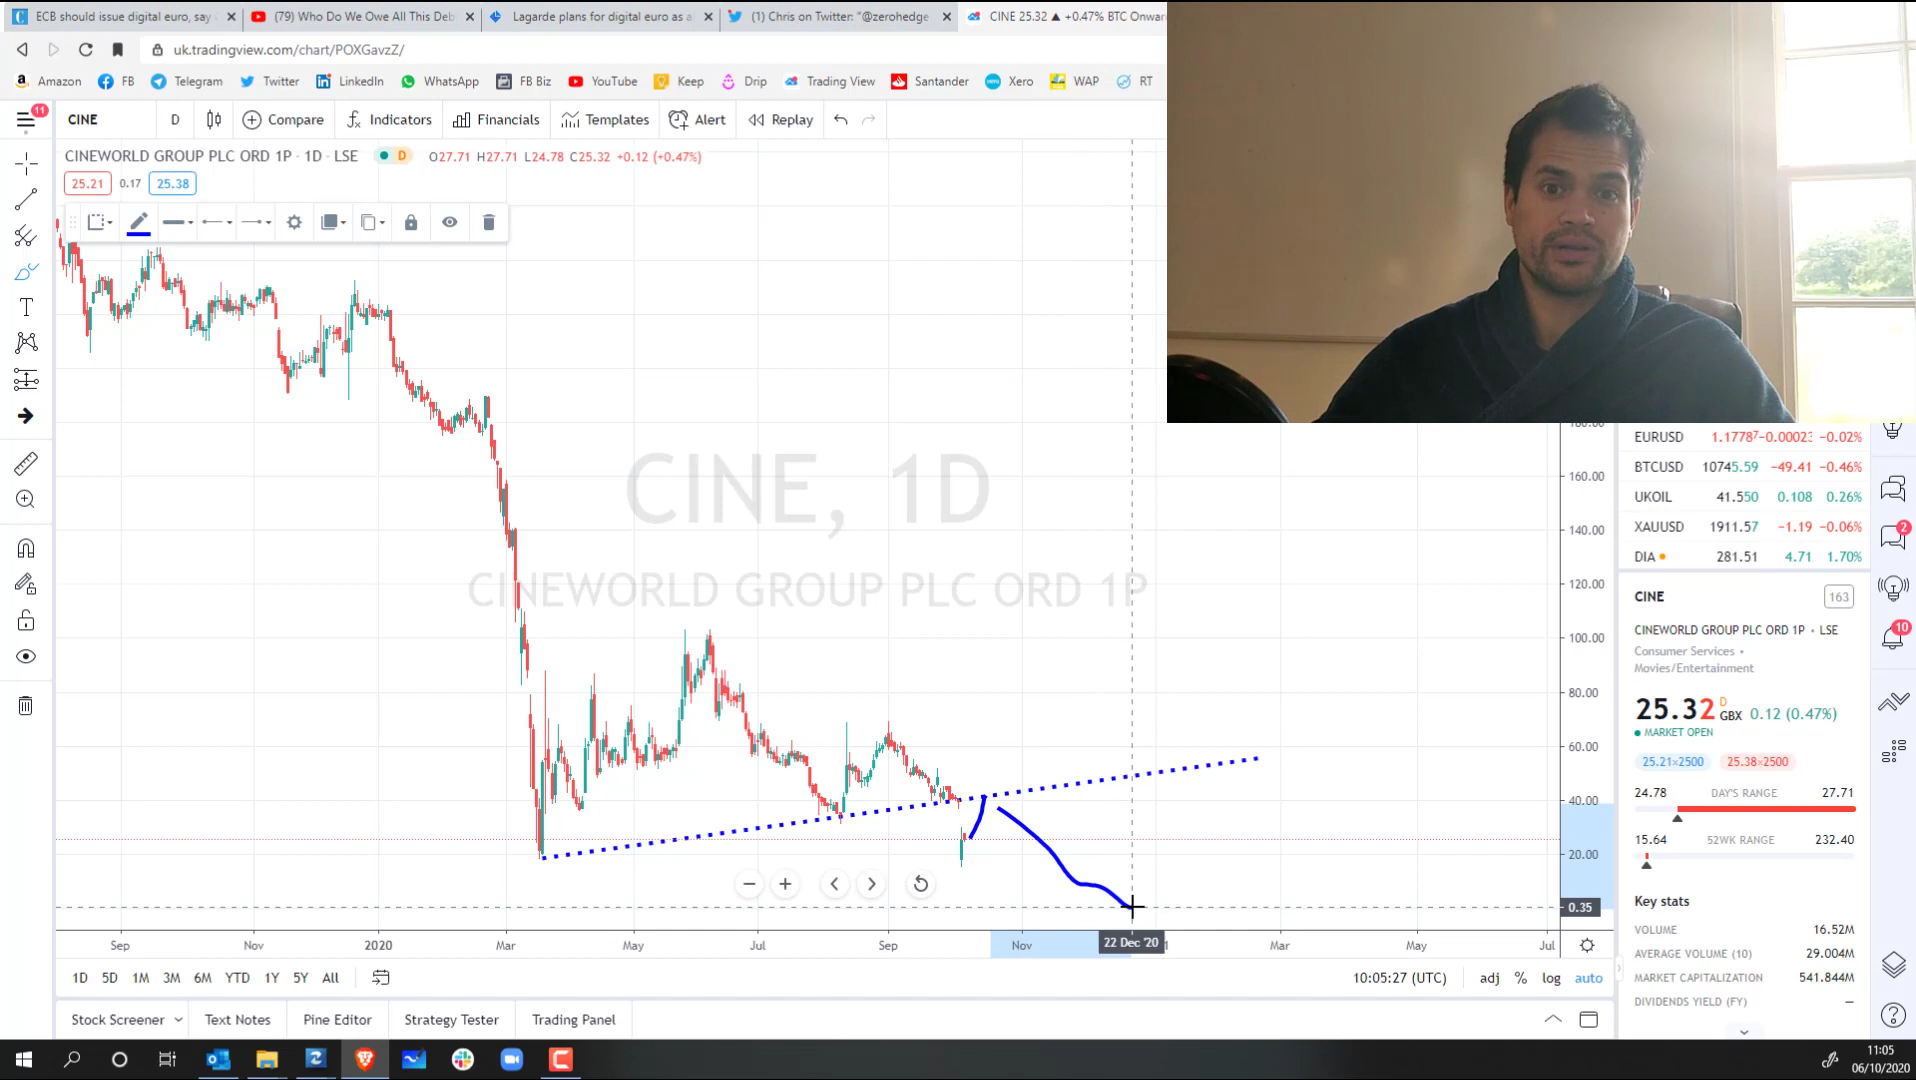 ECB should issue digital euro, say
(79) Who Do We Owe All This Deb
Lagarde plans for digital euro as a
(1) Chris on Twitter: "@zerohedge
CINE 25.32 ▲ +0.47% BTC Onwar
uk.tradingview.com/chart/POXGavzZ/
Amazon FB Telegram Twitter LinkedIn WhatsApp FB Biz YouTube Keep Drip Trading View Santander Xero WAP RT
11
CINE D Compare Indicators Financials Templates Alert Replay
CINEWORLD GROUP PLC ORD 1P · 1D · LSE D O27.71 H27.71 L24.78 C25.32 +0.12 (+0.47%)
25.21 0.17 25.38
CINE, 1D
CINEWORLD GROUP PLC ORD 1P
180.00
160.00
140.00
120.00
100.00
80.00
60.00
40.00
20.00
0.35
Sep Nov 2020 Mar May Jul Sep Nov 22 Dec '20 Mar May Jul
1D 5D 1M 3M 6M YTD 1Y 5Y All 10:05:27 (UTC) adj % log auto
Stock Screener Text Notes Pine Editor Strategy Tester Trading Panel
EURUSD 1.17787 −0.00023 −0.02%
BTCUSD 10745.59 −49.41 −0.46%
UKOIL 41.550 0.108 0.26%
XAUUSD 1911.57 −1.19 −0.06%
DIA 281.51 4.71 1.70%
CINE 163
CINEWORLD GROUP PLC ORD 1P • LSE
Consumer Services •
Movies/Entertainment
25.32 D GBX 0.12 (0.47%)
MARKET OPEN
25.21×2500 25.38×2500
24.78 DAY'S RANGE 27.71
15.64 52WK RANGE 232.40
Key stats
VOLUME 16.52M
AVERAGE VOLUME (10) 29.004M
MARKET CAPITALIZATION 541.844M
DIVIDENDS YIELD (FY) —
2
10
11:05
06/10/2020